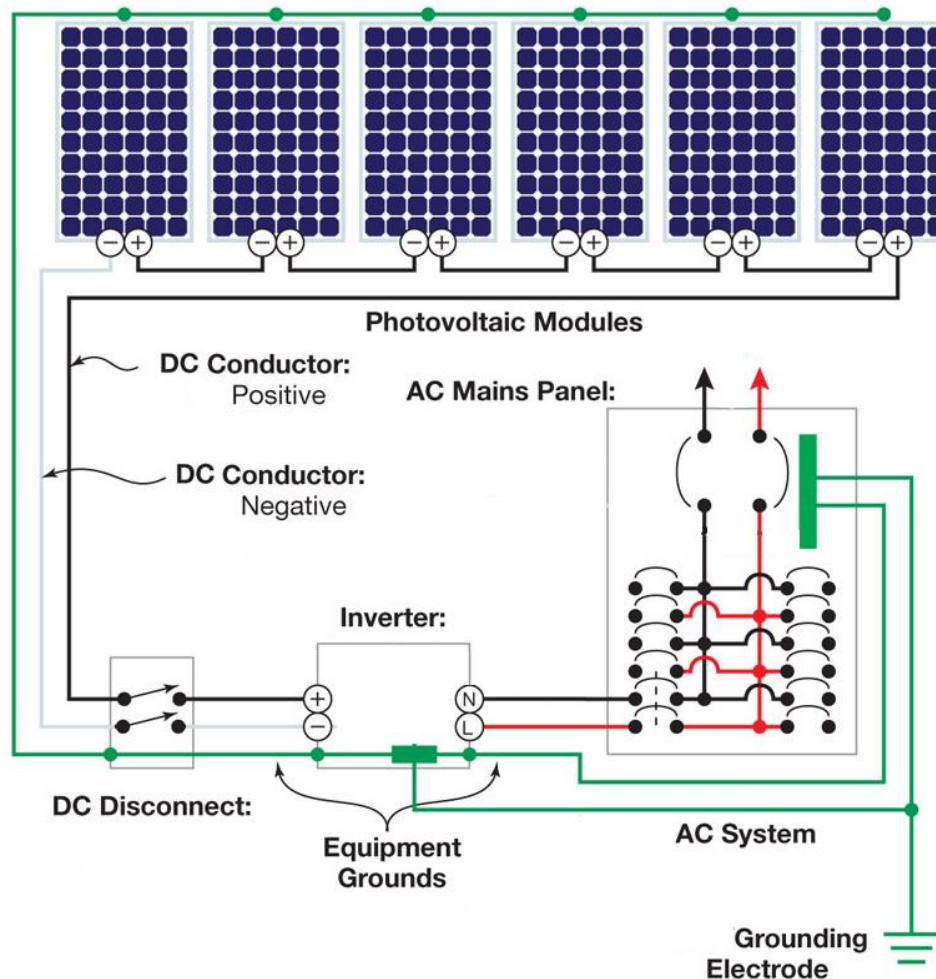 − + − + − + − + − + − +
Photovoltaic Modules
DC Conductor:
Positive
AC Mains Panel:
DC Conductor:
Negative
Inverter:
+ N
− L
DC Disconnect:
AC System
Equipment
Grounds
Grounding
Electrode